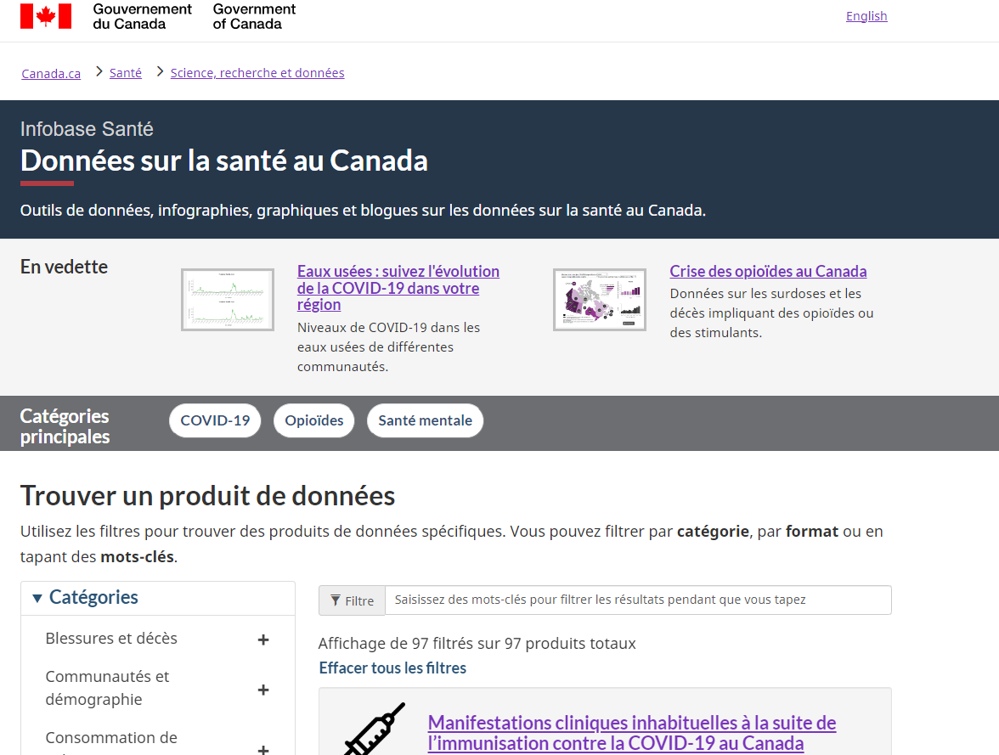 Gouvernement du Canada
Government of Canada
English
Canada.ca
Santé
Science, recherche et données
Infobase Santé
Données sur la santé au Canada
Outils de données, infographies, graphiques et blogues sur les données sur la santé au Canada.
En vedette
Eaux usées : suivez l'évolution
de la COVID-19 dans votre
région
Niveaux de COVID-19 dans les
eaux usées de différentes
communautés.
Crise des opioïdes au Canada
Données sur les surdoses et les
décès impliquant des opioïdes ou
des stimulants.
Catégories
principales
COVID-19
Opioïdes
Santé mentale
Trouver un produit de données
Utilisez les filtres pour trouver des produits de données spécifiques. Vous pouvez filtrer par catégorie, par format ou en
tapant des mots-clés.
Catégories
Blessures et décès
Communautés et
démographie
Consommation de
Filtre
Saisissez des mots-clés pour filtrer les résultats pendant que vous tapez
Affichage de 97 filtrés sur 97 produits totaux
Effacer tous les filtres
Manifestations cliniques inhabituelles à la suite de
l’immunisation contre la COVID-19 au Canada